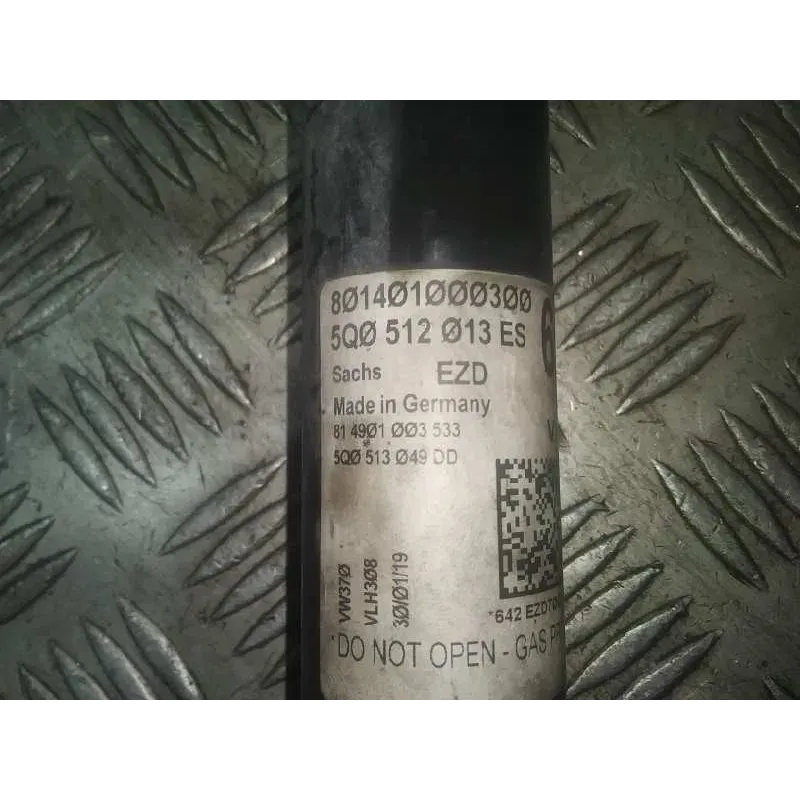 801401000300
5Q0 512 013 ES
Sachs EZD
Made in Germany
81 4901 003 533
5Q0 513 049 DD
VW370
VLH308
30/01/19
*DO NOT OPEN - GAS